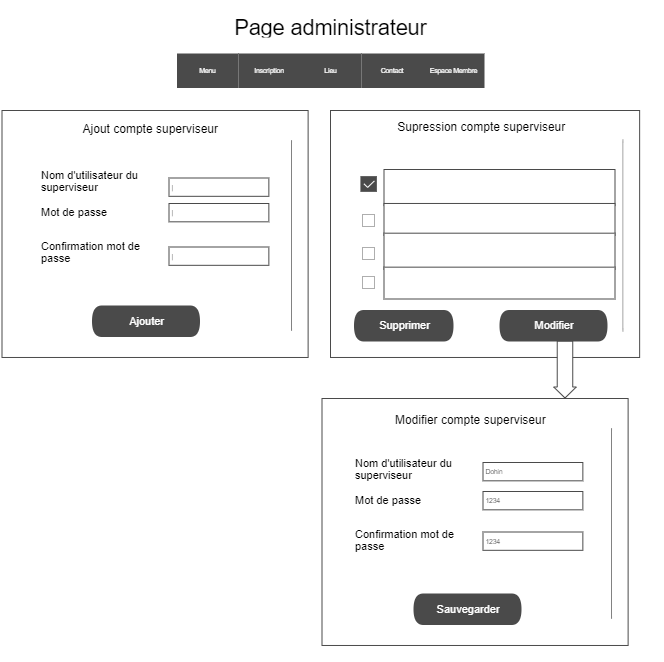 Page administrateur
Menu Inscription Lieu Contact Espace Membre
Ajout compte superviseur
Nom d'utilisateur du
superviseur
Mot de passe
Confirmation mot de
passe
Ajouter
Supression compte superviseur
Supprimer Modifier
Modifier compte superviseur
Nom d'utilisateur du
superviseur
Dohin
Mot de passe
1234
Confirmation mot de
passe
1234
Sauvegarder